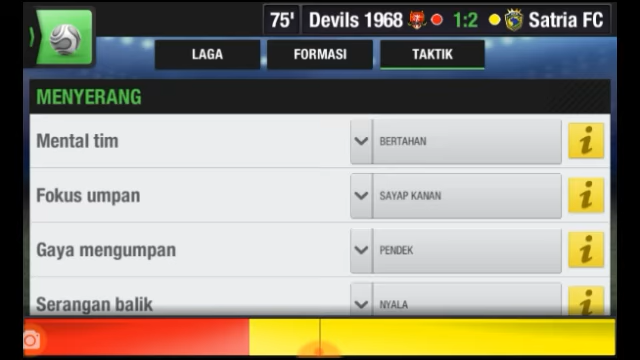 75' Devils 1968 1:2 Satria FC
LAGA FORMASI TAKTIK
MENYERANG
Mental tim BERTAHAN i
Fokus umpan SAYAP KANAN i
Gaya mengumpan PENDEK i
Serangan balik NYALA i